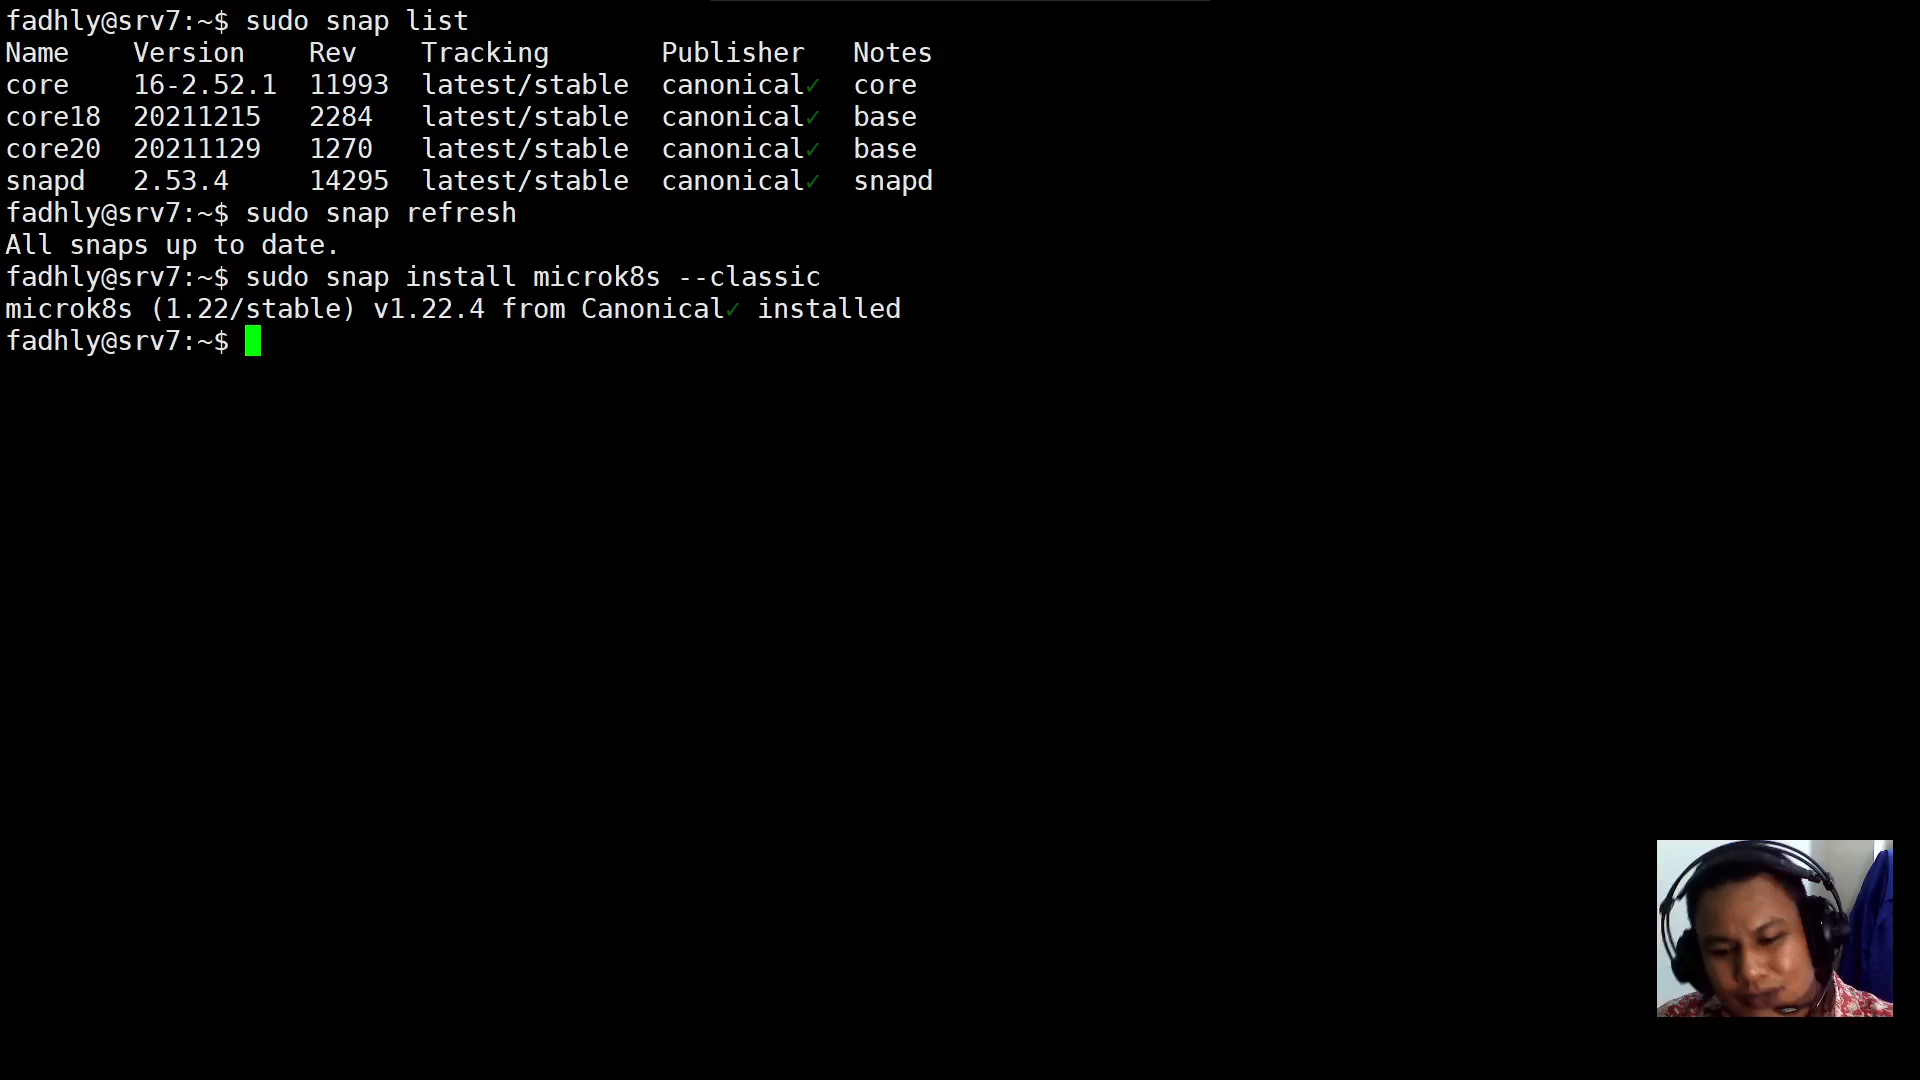 fadhly@srv7:~$ sudo snap list
Name    Version    Rev    Tracking       Publisher   Notes
core    16-2.52.1  11993  latest/stable  canonical✓  core
core18  20211215   2284   latest/stable  canonical✓  base
core20  20211129   1270   latest/stable  canonical✓  base
snapd   2.53.4     14295  latest/stable  canonical✓  snapd
fadhly@srv7:~$ sudo snap refresh
All snaps up to date.
fadhly@srv7:~$ sudo snap install microk8s --classic
microk8s (1.22/stable) v1.22.4 from Canonical✓ installed
fadhly@srv7:~$